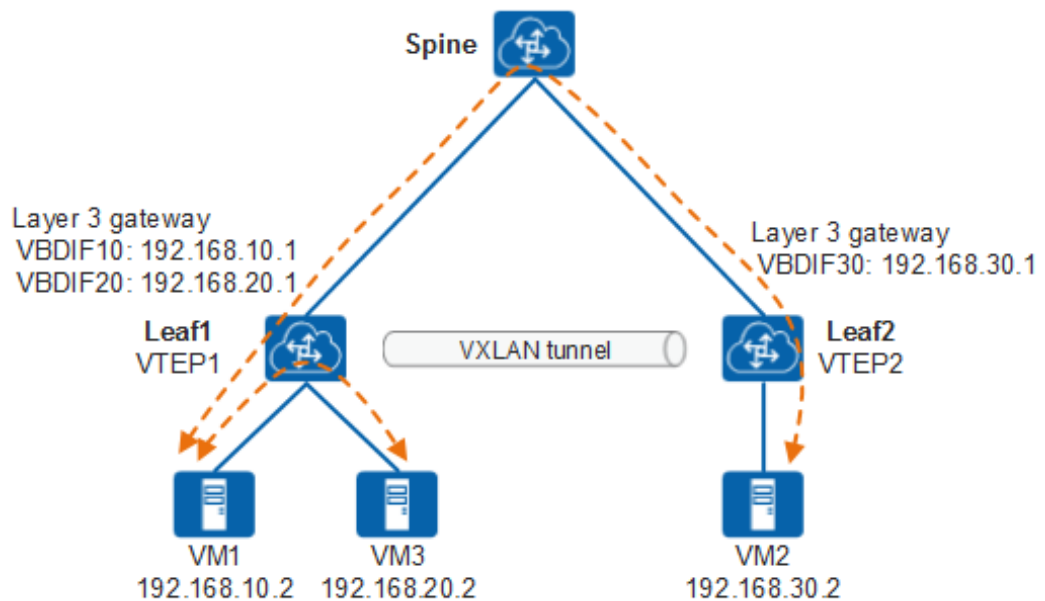 Spine
Layer 3 gateway
VBDIF10: 192.168.10.1
VBDIF20: 192.168.20.1
Layer 3 gateway
VBDIF30: 192.168.30.1
Leaf1
VTEP1
VXLAN tunnel
Leaf2
VTEP2
VM1
192.168.10.2
VM3
192.168.20.2
VM2
192.168.30.2